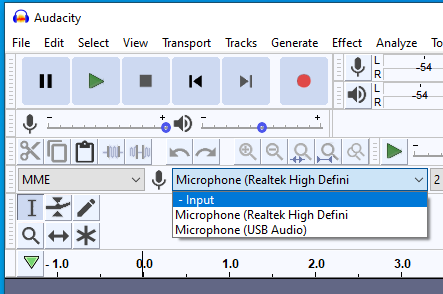 Audacity
File Edit Select View Transport Tracks Generate Effect Analyze To
L
R
-54
L
R
-54
- +
- +
MME
Microphone (Realtek High Defini
2
- Input
Microphone (Realtek High Defini
Microphone (USB Audio)
- 1.0 0.0 1.0 2.0 3.0